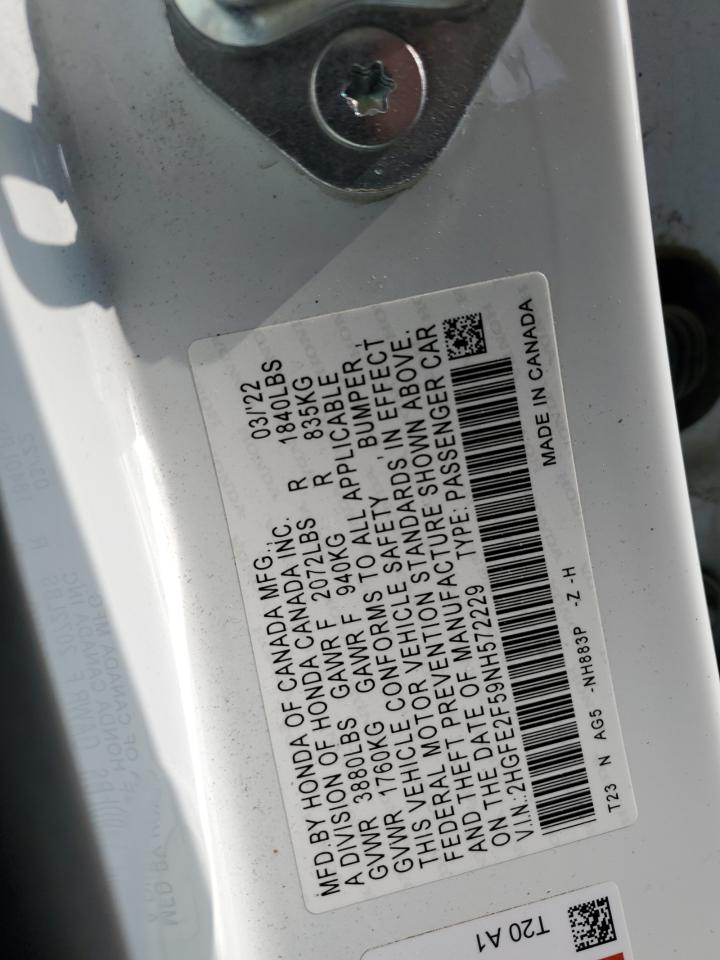 MFD.BY HONDA OF CANADA MFG., 03/'22
A DIVISION OF HONDA CANADA INC.
GVWR 3880LBS GAWR F 2072LBS R 1840LBS
GVWR 1760KG GAWR F 940KG R 835KG
THIS VEHICLE CONFORMS TO ALL APPLICABLE
FEDERAL MOTOR VEHICLE SAFETY BUMPER,
AND THEFT PREVENTION STANDARDS IN EFFECT
ON THE DATE OF MANUFACTURE SHOWN ABOVE.
V.I.N.:2HGFE2F59NH572229 TYPE: PASSENGER CAR
MADE IN CANADA
T23 N AG5 -NH883P -Z -H
T20 A1